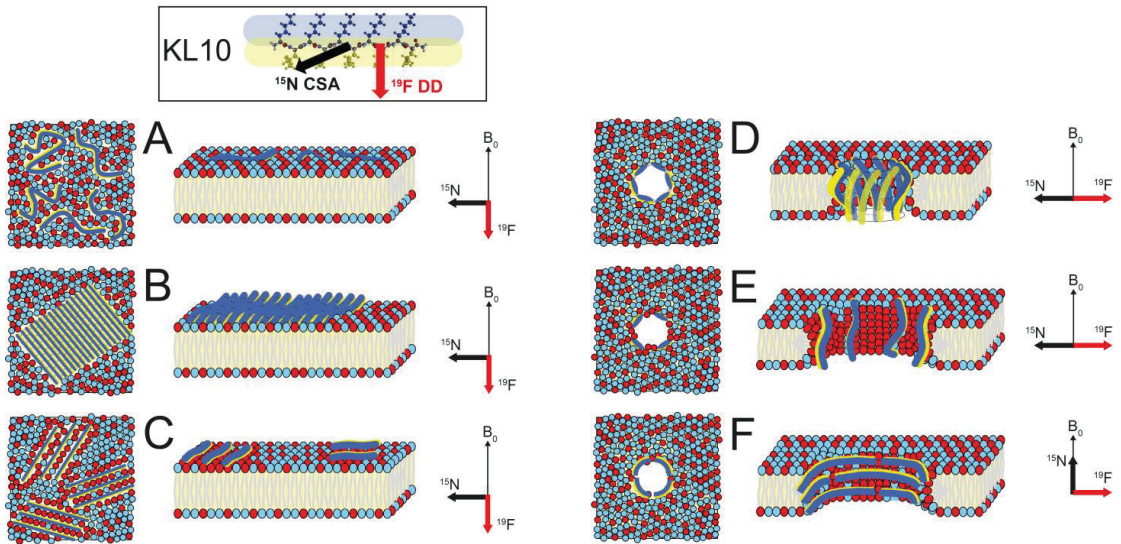 KL10
¹⁵N CSA
¹⁹F DD
A
B₀
¹⁵N
¹⁹F
B
B₀
¹⁵N
¹⁹F
C
B₀
¹⁵N
¹⁹F
D
B₀
¹⁵N
¹⁹F
E
B₀
¹⁵N
¹⁹F
F
B₀
¹⁵N
¹⁹F